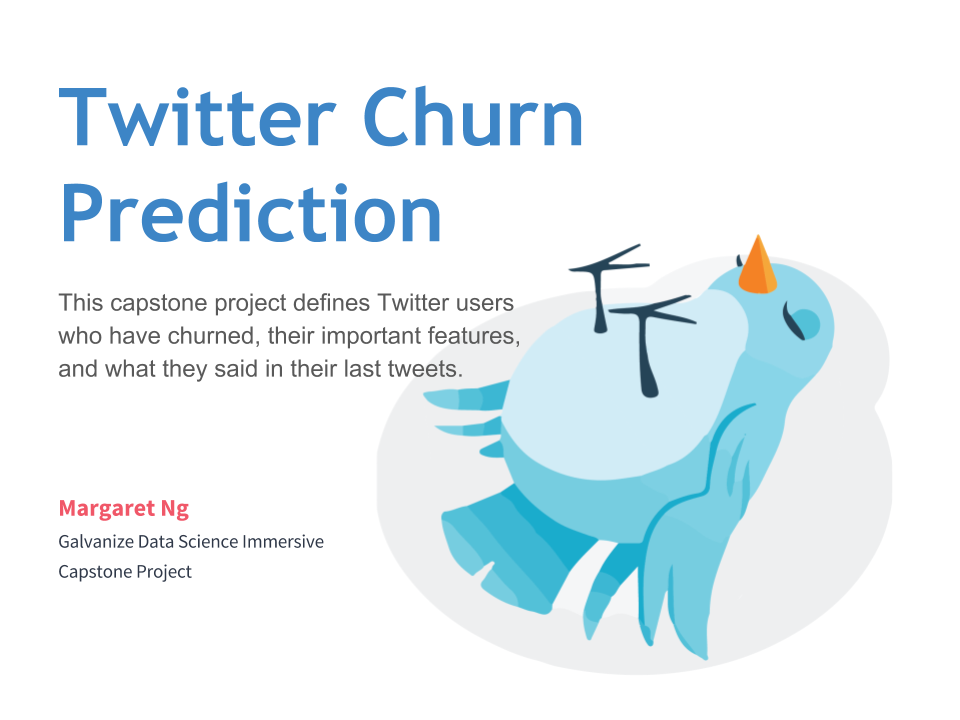 Twitter Churn
Prediction
This capstone project defines Twitter users
who have churned, their important features,
and what they said in their last tweets.
Margaret Ng
Galvanize Data Science Immersive
Capstone Project